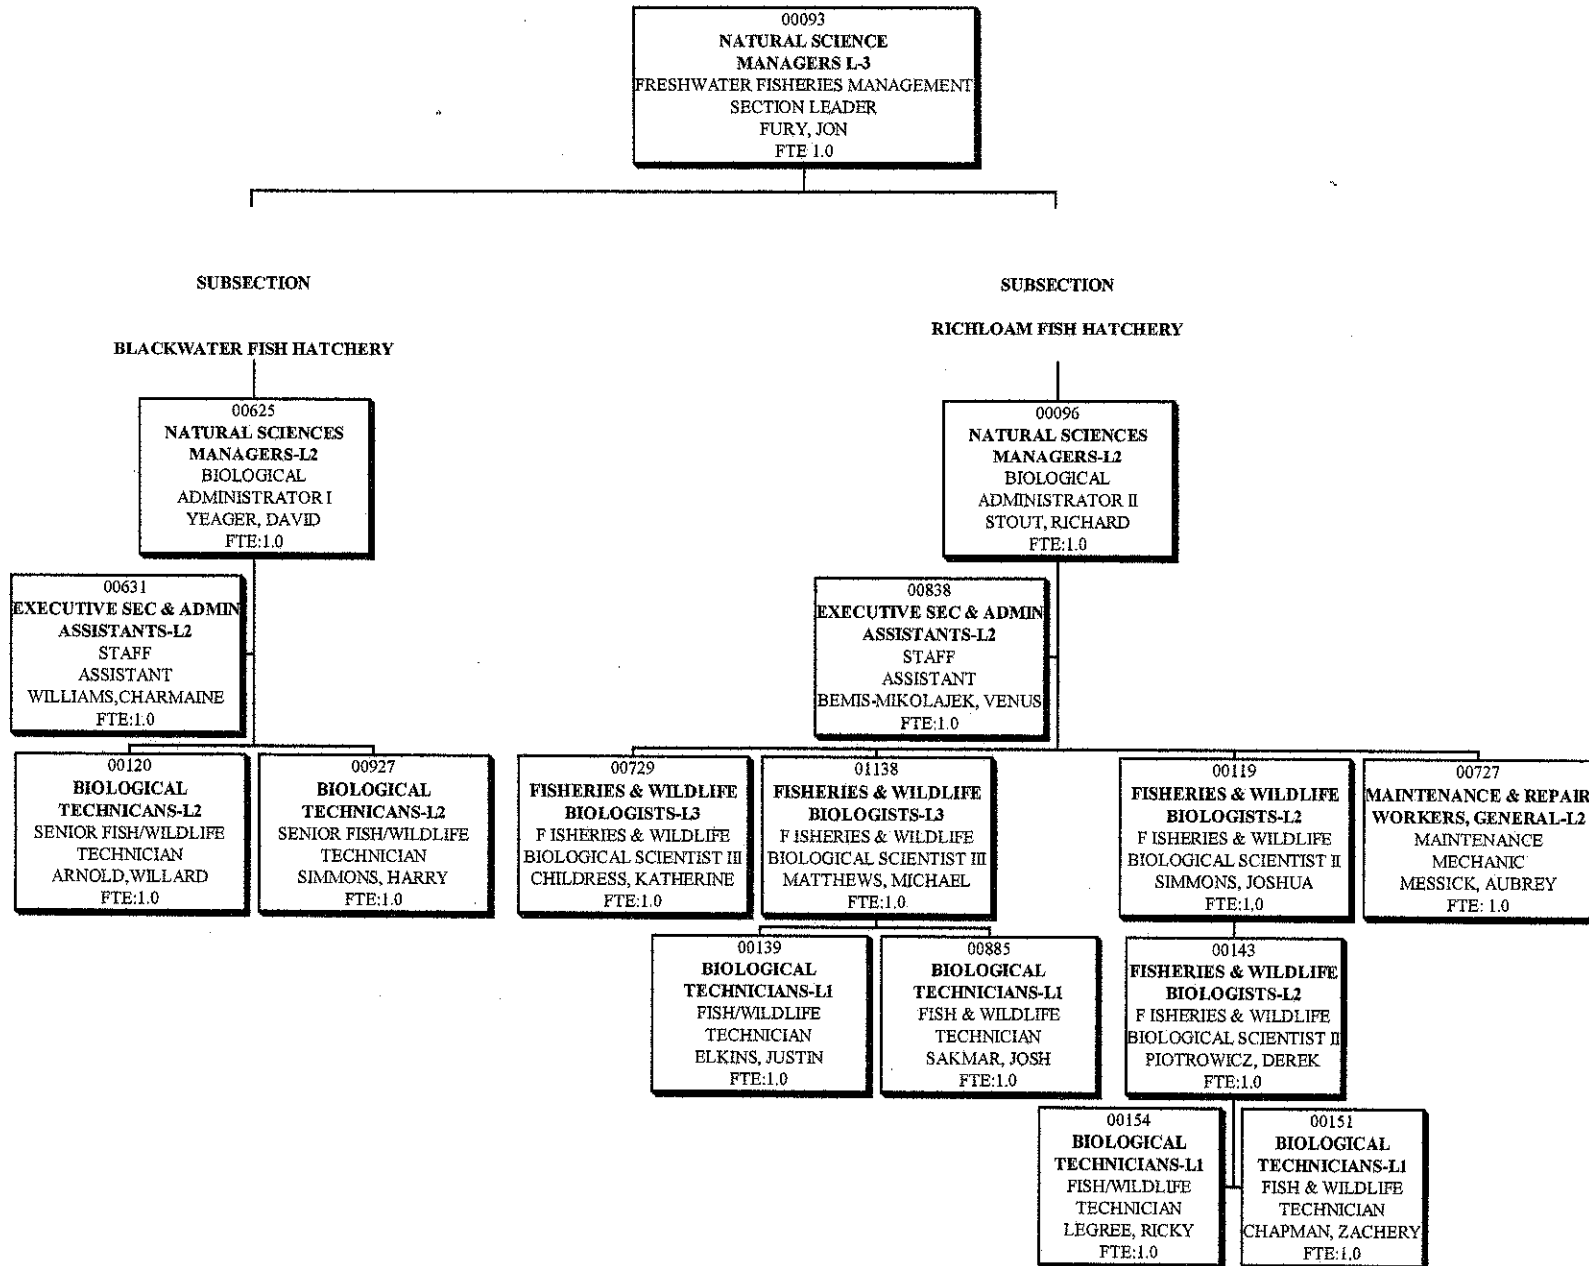 00093
NATURAL SCIENCE
MANAGERS L-3
FRESHWATER FISHERIES MANAGEMENT
SECTION LEADER
FURY, JON
FTE 1.0
SUBSECTION
BLACKWATER FISH HATCHERY
SUBSECTION
RICHLOAM FISH HATCHERY
00625
NATURAL SCIENCES
MANAGERS-L2
BIOLOGICAL
ADMINISTRATOR I
YEAGER, DAVID
FTE:1.0
00096
NATURAL SCIENCES
MANAGERS-L2
BIOLOGICAL
ADMINISTRATOR II
STOUT, RICHARD
FTE:1.0
00631
EXECUTIVE SEC & ADMIN
ASSISTANTS-L2
STAFF
ASSISTANT
WILLIAMS,CHARMAINE
FTE:1.0
00838
EXECUTIVE SEC & ADMIN
ASSISTANTS-L2
STAFF
ASSISTANT
BEMIS-MIKOLAJEK, VENUS
FTE:1.0
00120
BIOLOGICAL
TECHNICANS-L2
SENIOR FISH/WILDLIFE
TECHNICIAN
ARNOLD,WILLARD
FTE:1.0
00927
BIOLOGICAL
TECHNICANS-L2
SENIOR FISH/WILDLIFE
TECHNICIAN
SIMMONS, HARRY
FTE:1.0
00729
FISHERIES & WILDLIFE
BIOLOGISTS-L3
F ISHERIES & WILDLIFE
BIOLOGICAL SCIENTIST III
CHILDRESS, KATHERINE
FTE:1.0
01138
FISHERIES & WILDLIFE
BIOLOGISTS-L3
F ISHERIES & WILDLIFE
BIOLOGICAL SCIENTIST III
MATTHEWS, MICHAEL
FTE:1.0
00119
FISHERIES & WILDLIFE
BIOLOGISTS-L2
F ISHERIES & WILDLIFE
BIOLOGICAL SCIENTIST II
SIMMONS, JOSHUA
FTE:1.0
00727
MAINTENANCE & REPAIR
WORKERS, GENERAL-L2
MAINTENANCE
MECHANIC
MESSICK, AUBREY
FTE: 1.0
00139
BIOLOGICAL
TECHNICIANS-L1
FISH/WILDLIFE
TECHNICIAN
ELKINS, JUSTIN
FTE:1.0
00885
BIOLOGICAL
TECHNICIANS-L1
FISH & WILDLIFE
TECHNICIAN
SAKMAR, JOSH
FTE:1.0
00143
FISHERIES & WILDLIFE
BIOLOGISTS-L2
F ISHERIES & WILDLIFE
BIOLOGICAL SCIENTIST II
PIOTROWICZ, DEREK
FTE:1.0
00154
BIOLOGICAL
TECHNICIANS-L1
FISH/WILDLIFE
TECHNICIAN
LEGREE, RICKY
FTE:1.0
00151
BIOLOGICAL
TECHNICIANS-L1
FISH & WILDLIFE
TECHNICIAN
CHAPMAN, ZACHERY
FTE:1.0